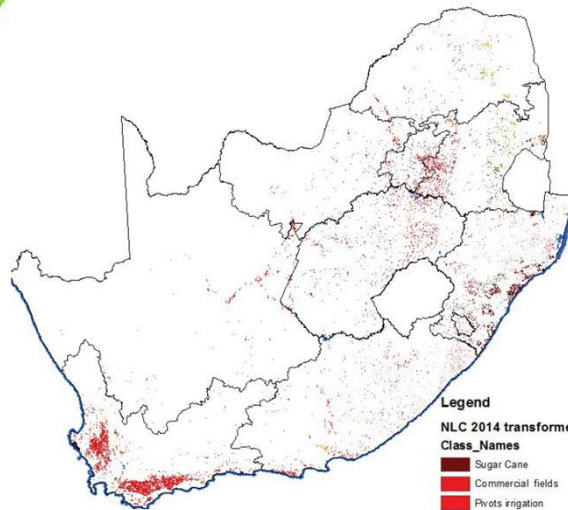 Legend
NLC 2014 transforme
Class_Names
Sugar Cane
Commercial fields
Pivots irrigation